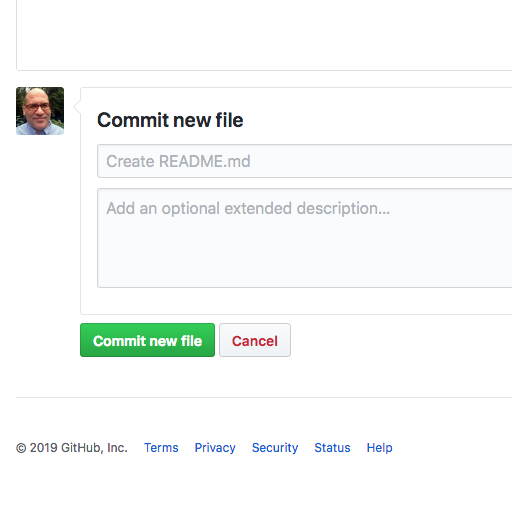 Commit new file
Create README.md
Add an optional extended description...
Commit new file Cancel
© 2019 GitHub, Inc. Terms Privacy Security Status Help